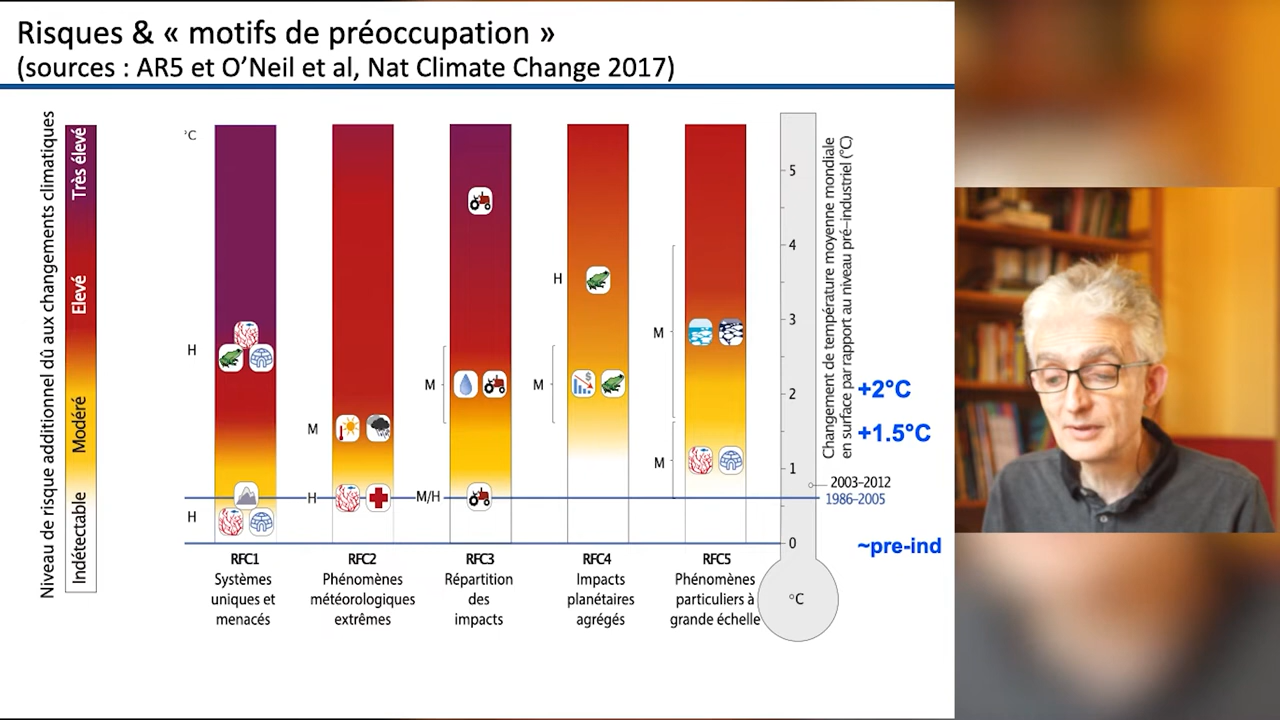 Risques & « motifs de préoccupation »
(sources : AR5 et O’Neil et al, Nat Climate Change 2017)
Niveau de risque additionnel dû aux changements climatiques
Très élevé
Elevé
Modéré
Indétectable
°C
H
H
M
H
M
M/H
H
M
M
M
5
4
3
2
1
0
°C
Changement de température moyenne mondiale
en surface par rapport au niveau pré–industriel (°C)
+2°C
+1.5°C
2003–2012
1986–2005
~pre-ind
RFC1
Systèmes
uniques et
menacés
RFC2
Phénomènes
météorologiques
extrêmes
RFC3
Répartition
des
impacts
RFC4
Impacts
planétaires
agrégés
RFC5
Phénomènes
particuliers à
grande échelle